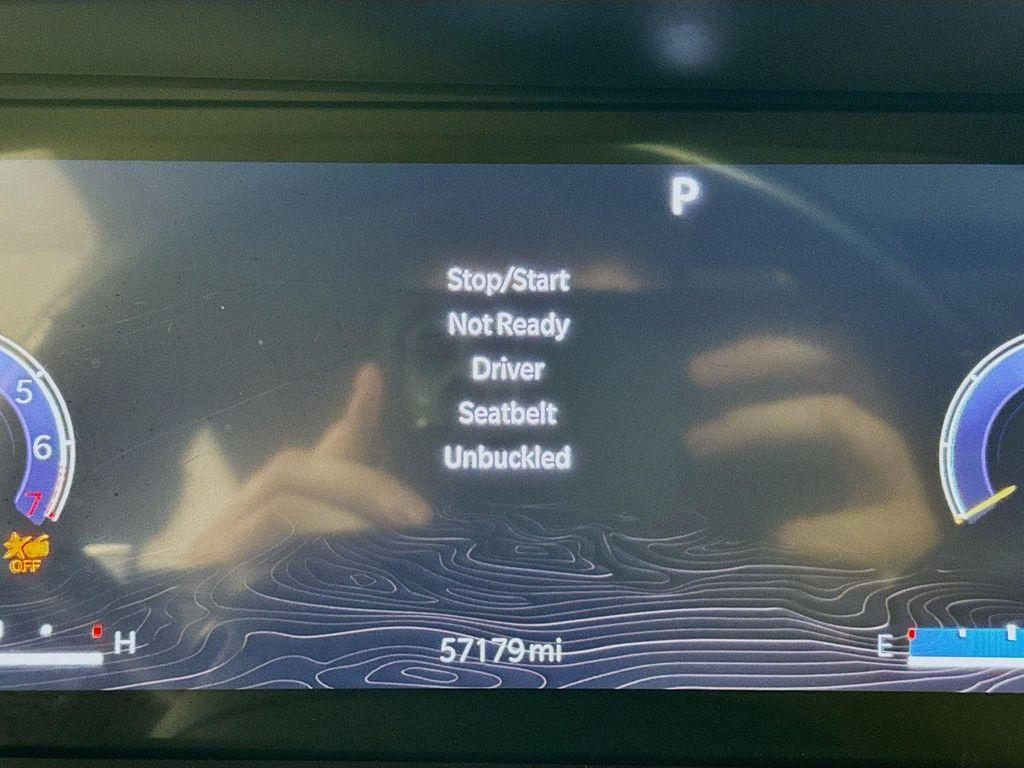 P
Stop/Start
Not Ready
Driver
Seatbelt
Unbuckled
5
6
7
OFF
H
57179 mi
E